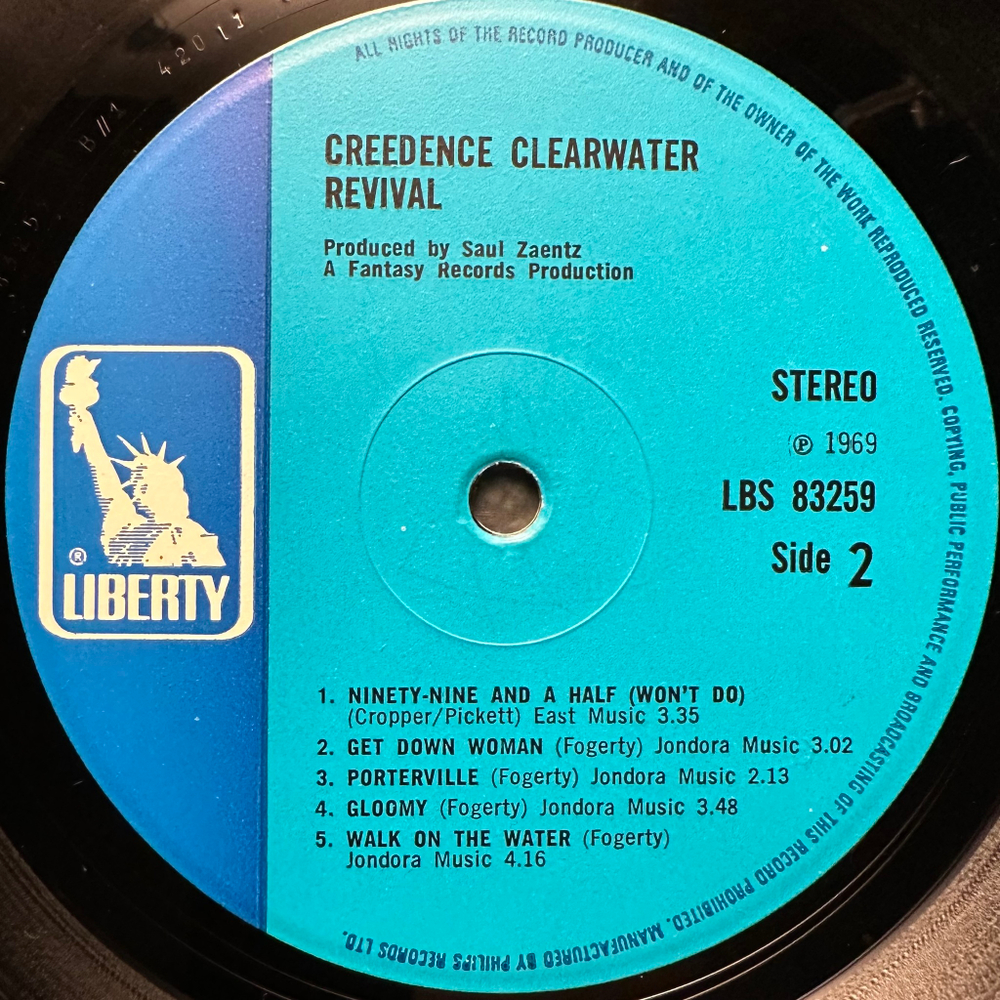 ALL RIGHTS OF THE RECORD PRODUCER AND OF THE OWNER OF THE WORK REPRODUCED RESERVED. COPYING, PUBLIC PERFORMANCE AND BROADCASTING OF THIS RECORD PROHIBITED. MANUFACTURED BY PHILIPS RECORDS LTD.
CREEDENCE CLEARWATER
REVIVAL
Produced by Saul Zaentz
A Fantasy Records Production
STEREO
℗ 1969
LBS 83259
Side 2
®
LIBERTY
1. NINETY-NINE AND A HALF (WON'T DO)
(Cropper/Pickett) East Music 3.35
2. GET DOWN WOMAN (Fogerty) Jondora Music 3.02
3. PORTERVILLE (Fogerty) Jondora Music 2.13
4. GLOOMY (Fogerty) Jondora Music 3.48
5. WALK ON THE WATER (Fogerty)
Jondora Music 4.16